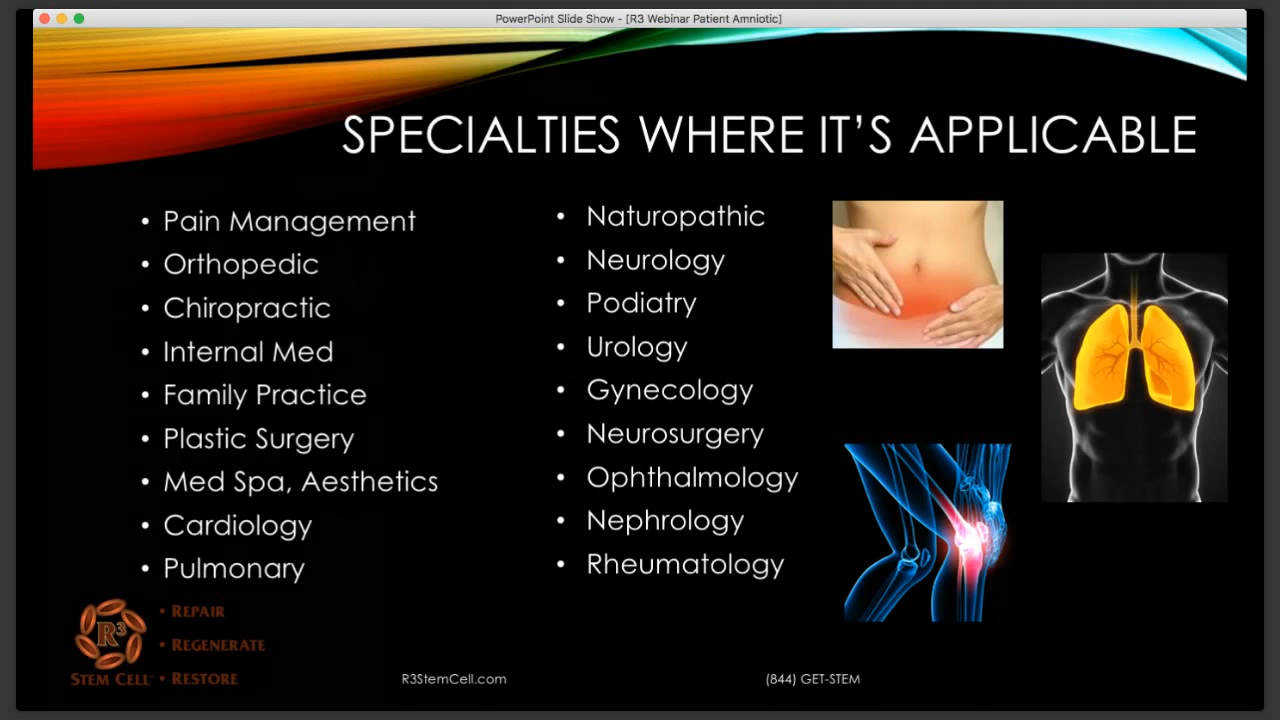 PowerPoint Slide Show - [R3 Webinar Patient Amniotic]
SPECIALTIES WHERE IT’S APPLICABLE
• Pain Management
• Orthopedic
• Chiropractic
• Internal Med
• Family Practice
• Plastic Surgery
• Med Spa, Aesthetics
• Cardiology
• Pulmonary
• Naturopathic
• Neurology
• Podiatry
• Urology
• Gynecology
• Neurosurgery
• Ophthalmology
• Nephrology
• Rheumatology
R³
STEM CELL
• REPAIR
• REGENERATE
• RESTORE
R3StemCell.com
(844) GET-STEM